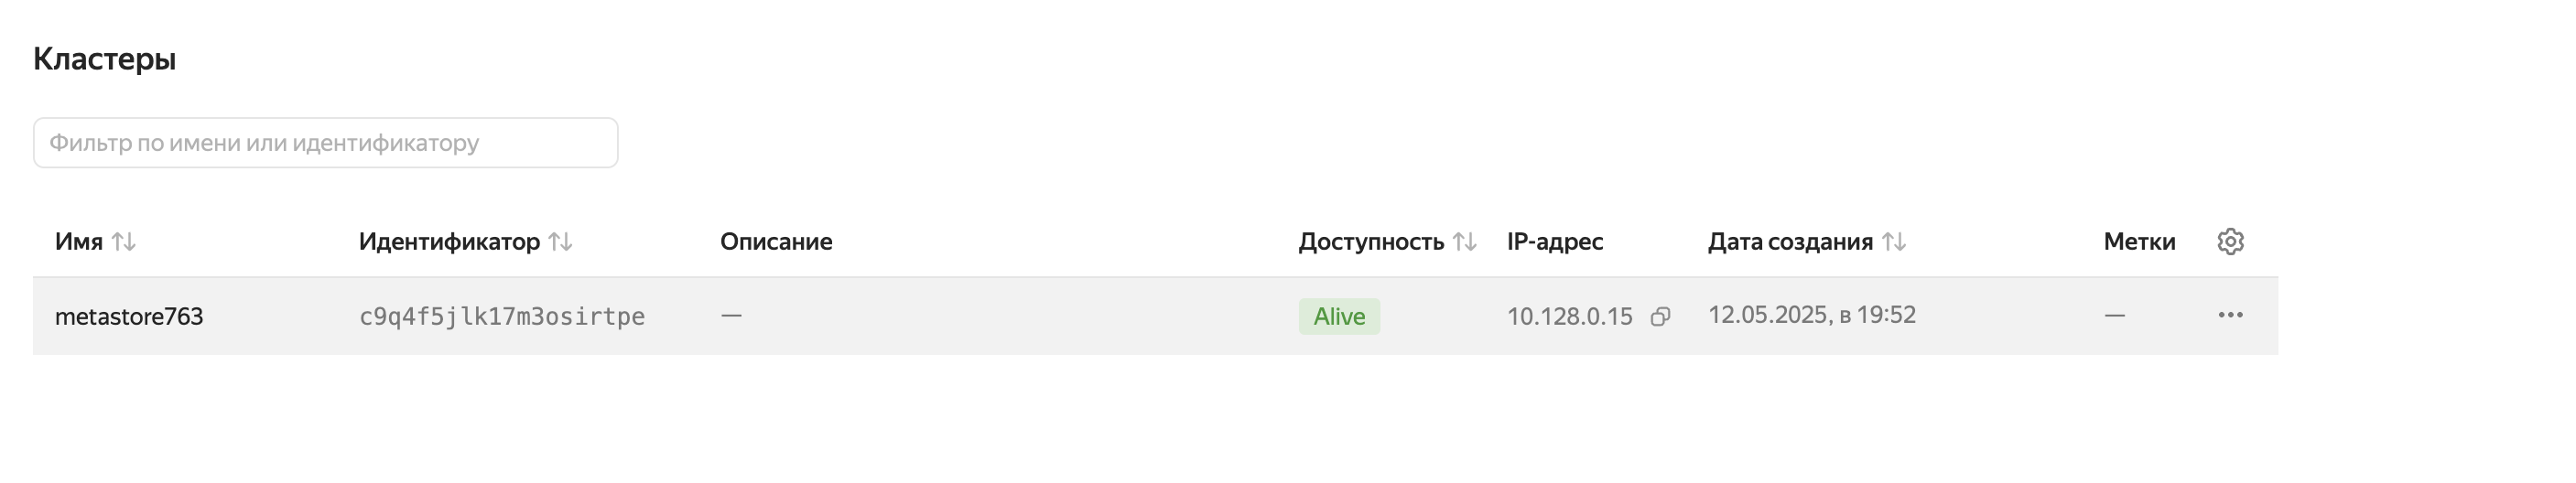 Кластеры
Фильтр по имени или идентификатору
Имя Идентификатор Описание Доступность IP-адрес Дата создания Метки
metastore763 c9q4f5jlk17m3osirtpe — Alive 10.128.0.15 12.05.2025, в 19:52 —